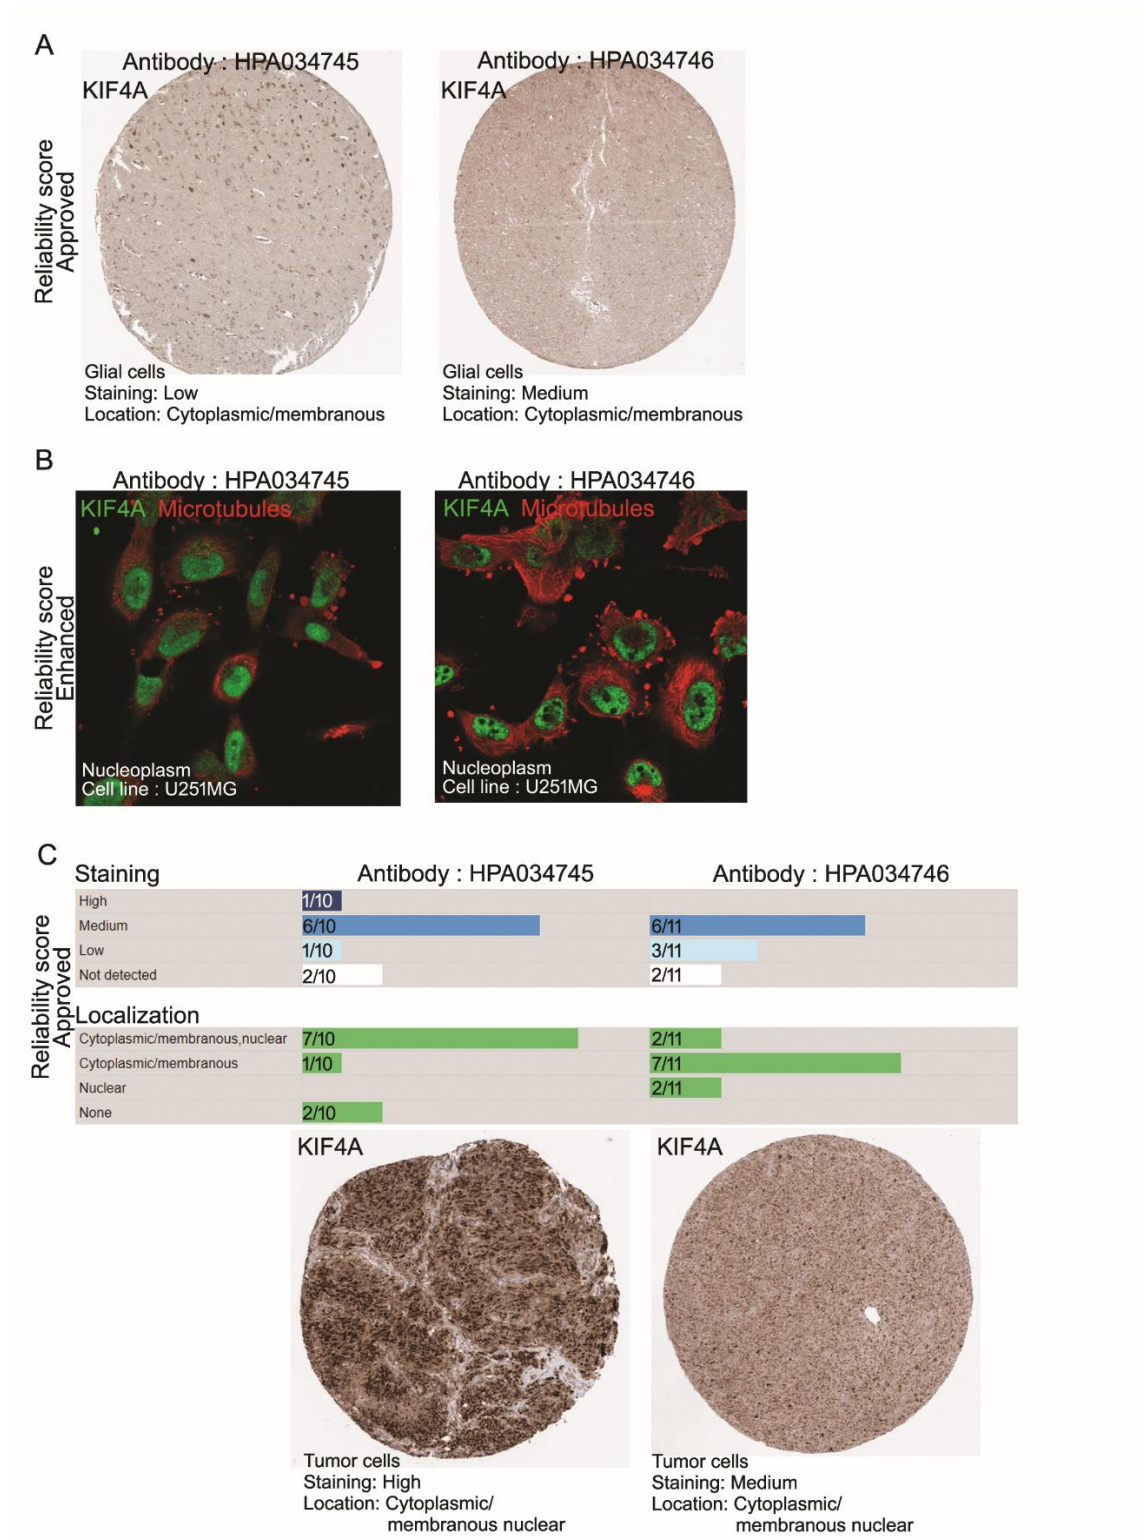 A
Antibody : HPA034745
Antibody : HPA034746
KIF4A
KIF4A
Reliability score
Approved
Glial cells
Staining: Low
Location: Cytoplasmic/membranous
Glial cells
Staining: Medium
Location: Cytoplasmic/membranous
B
Antibody : HPA034745
Antibody : HPA034746
KIF4A Microtubules
KIF4A Microtubules
Reliability score
Enhanced
Nucleoplasm
Cell line : U251MG
Nucleoplasm
Cell line : U251MG
C
Staining
Antibody : HPA034745
Antibody : HPA034746
Reliability score
Approved
High 1/10
Medium 6/10 6/11
Low 1/10 3/11
Not detected 2/10 2/11
Localization
Cytoplasmic/membranous,nuclear 7/10 2/11
Cytoplasmic/membranous 1/10 7/11
Nuclear 2/11
None 2/10
KIF4A
KIF4A
Tumor cells
Staining: High
Location: Cytoplasmic/
membranous nuclear
Tumor cells
Staining: Medium
Location: Cytoplasmic/
membranous nuclear